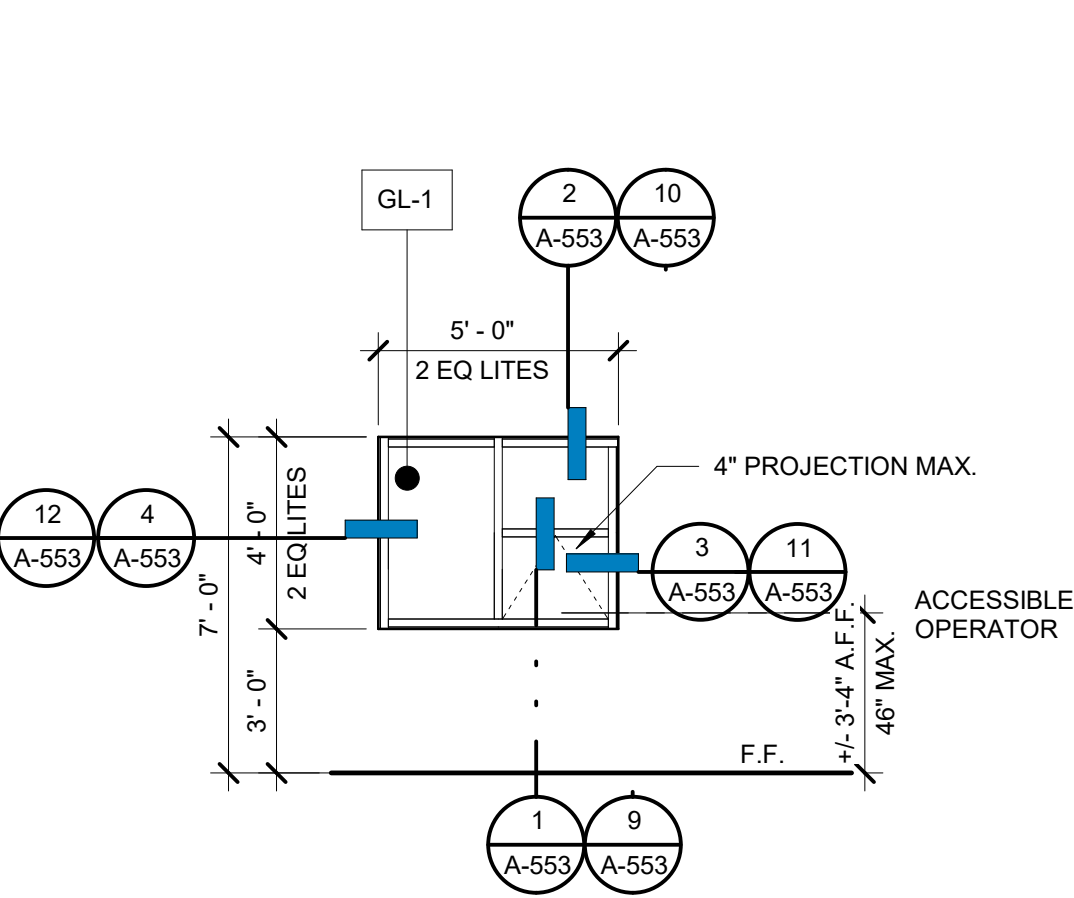 GL-1
2
A-553
10
A-553
5' - 0"
2 EQ LITES
4" PROJECTION MAX.
12
A-553
4
A-553
4' - 0"
2 EQ LITES
7' - 0"
3' - 0"
3
A-553
11
A-553
ACCESSIBLE
OPERATOR
+/- 3'-4" A.F.F.
46" MAX.
F.F.
1
A-553
9
A-553